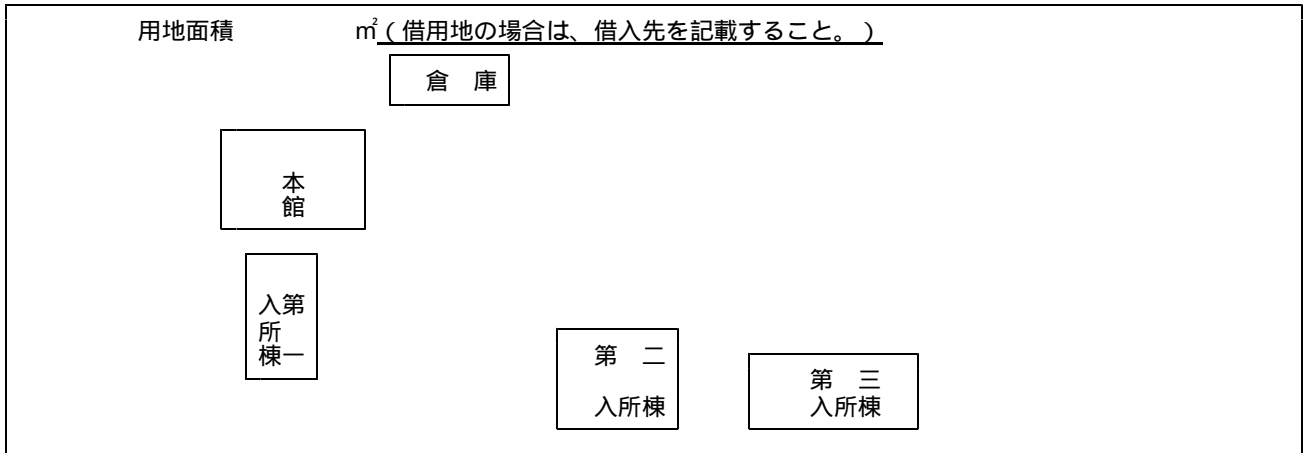 用地面積　　　　　㎡(借用地の場合は、借入先を記載すること。)
倉　庫
本
館
第一
入所棟
第　二
入所棟
第　三
入所棟